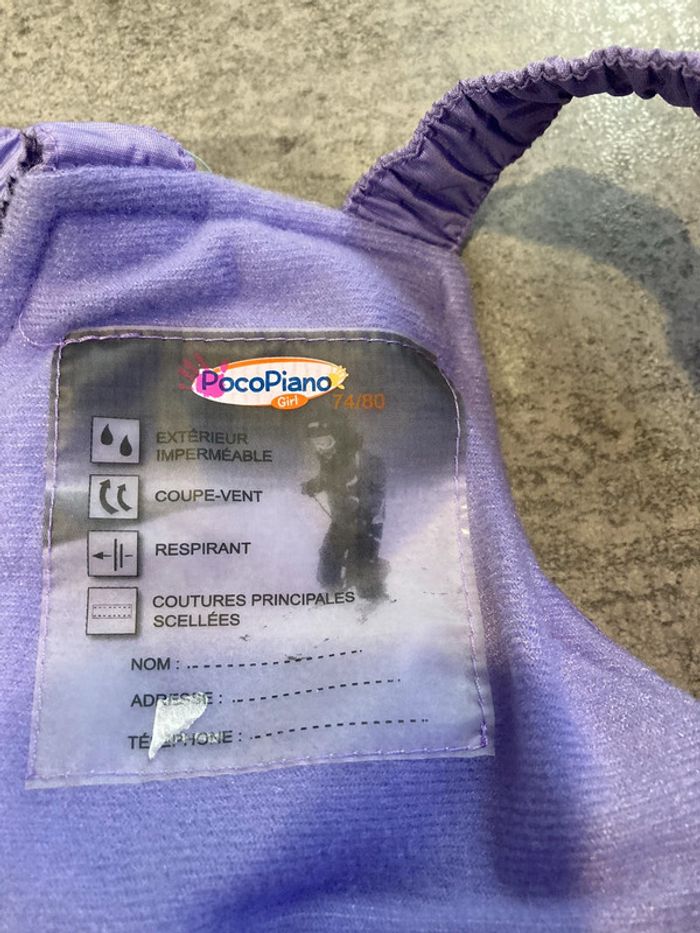 PocoPiano
Girl
74/80
EXTÉRIEUR
IMPERMÉABLE
COUPE-VENT
RESPIRANT
COUTURES PRINCIPALES
SCELLÉES
NOM :
ADRESSE :
TÉLÉPHONE :